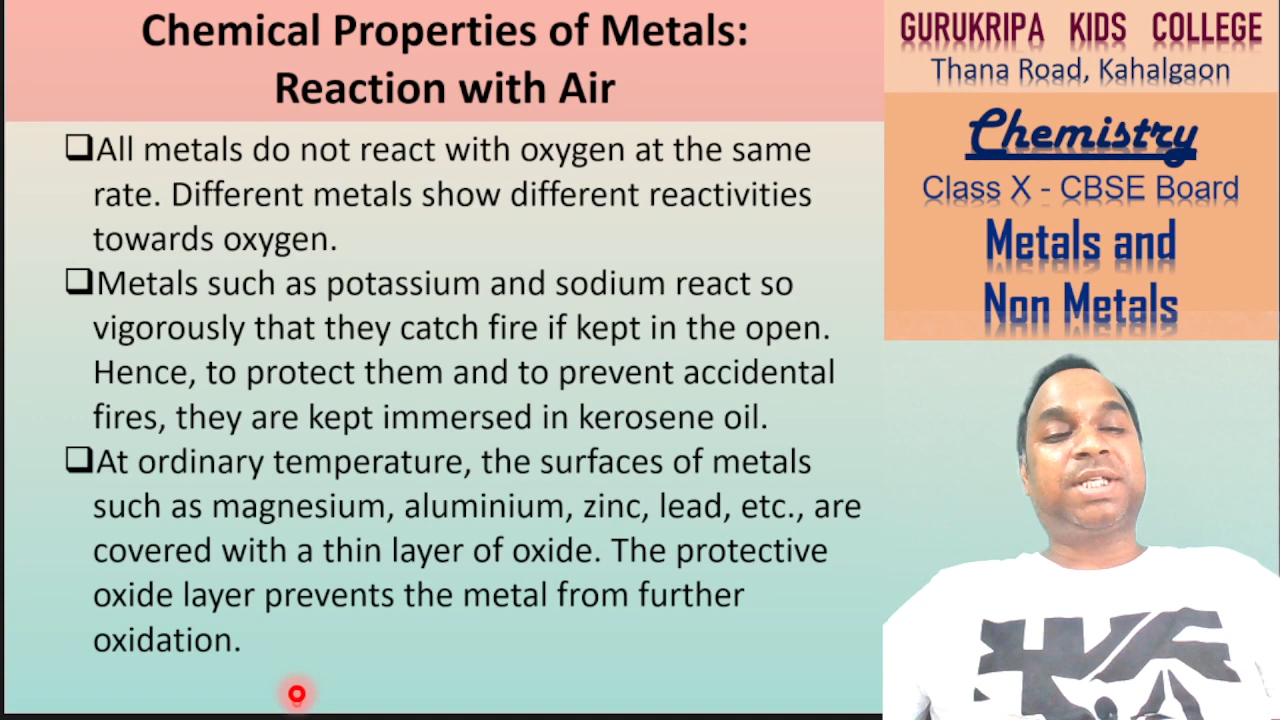 Chemical Properties of Metals:
Reaction with Air
❑All metals do not react with oxygen at the same
rate. Different metals show different reactivities
towards oxygen.
❑Metals such as potassium and sodium react so
vigorously that they catch fire if kept in the open.
Hence, to protect them and to prevent accidental
fires, they are kept immersed in kerosene oil.
❑At ordinary temperature, the surfaces of metals
such as magnesium, aluminium, zinc, lead, etc., are
covered with a thin layer of oxide. The protective
oxide layer prevents the metal from further
oxidation.
GURUKRIPA KIDS COLLEGE
Thana Road, Kahalgaon
Chemistry
Class X - CBSE Board
Metals and
Non Metals